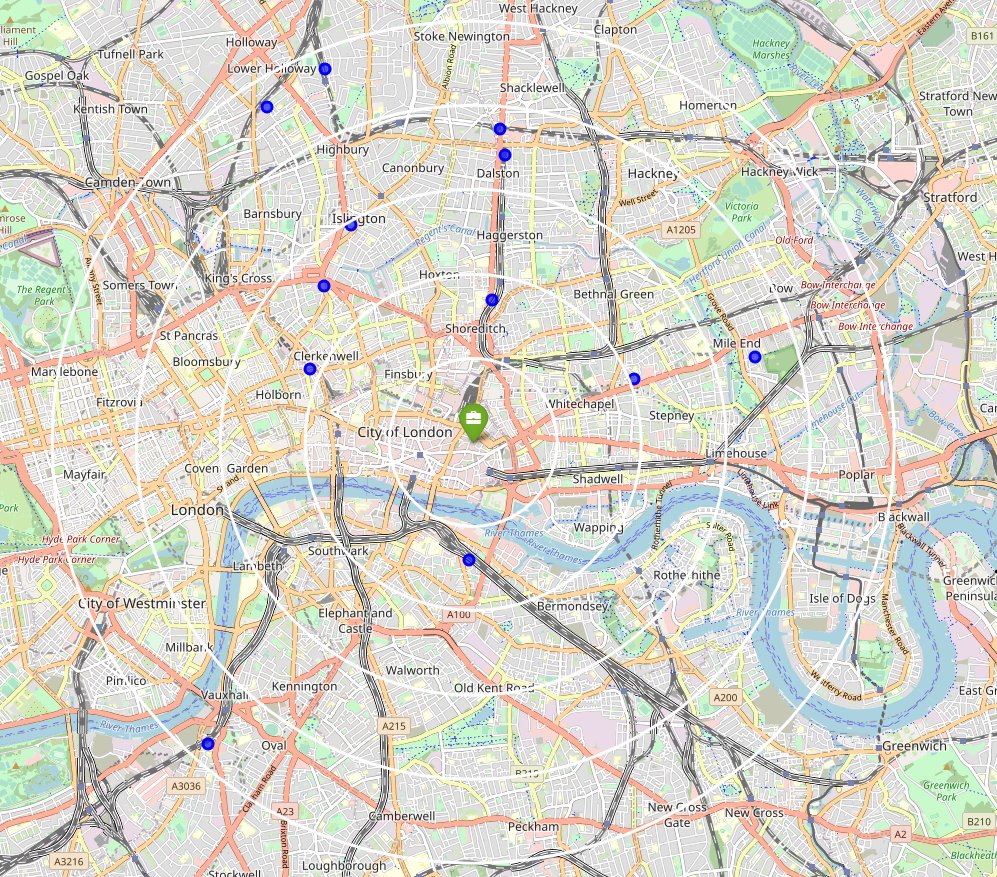 West Hackney
Clapton
Stoke Newington
Holloway
Tufnell Park
Hill
Hackney
Marshes
Eastern Ave
B161
Gospel Oak
Lower Holloway
Albion Road
Kentish Town
Shacklewell
Homerton
Stratford New
Town
Highbury
Canonbury
Dalston
Hackney
Hackney Wick
Camden Town
Stratford
Well Street
Victoria
Park
Barnsbury
Islington
Regent's Canal
Haggerston
A1205
Old Ford
Hertford Union Canal
West H
Albany Street
King's Cross
Hoxton
Somers Town
The Regent's
Park
Bethnal Green
Bow
Bow Interchange
Bow Interchange
Bow Interchange
Grove Road
St Pancras
Shoreditch
Mile End
Clerkenwell
Bloomsbury
Finsbury
Marylebone
Holborn
Fitzrovia
Whitechapel
Stepney
Limehouse Cut
City of London
Limehouse
Mayfair
Covent Garden
Strand
Shadwell
Poplar
Limehouse Link
London
Wapping
Rotherhithe Tunnel
Blackwall
Blackwall Tunnel
River Thames
River Thames
Salter Road
Hyde Park Corner
Hyde Park Corner
Southwark
Lambeth
Rotherhithe
Greenwich
Peninsula
City of Westminster
Bermondsey
Isle of Dogs
River Thames
Manchester Road
Elephant and
Castle
A100
Millbank
Walworth
Pimlico
Kennington
Old Kent Road
Westferry Road
Vauxhall
A200
East Gr
River Thames
A215
Oval
Greenwich
B215
A3036
Clapham Road
Greenwich
Park
A23
Camberwell
Peckham
New Cross
Gate
New Cross
B210
A2
Brixton Road
A3216
Loughborough
Stockwell
Blackheath